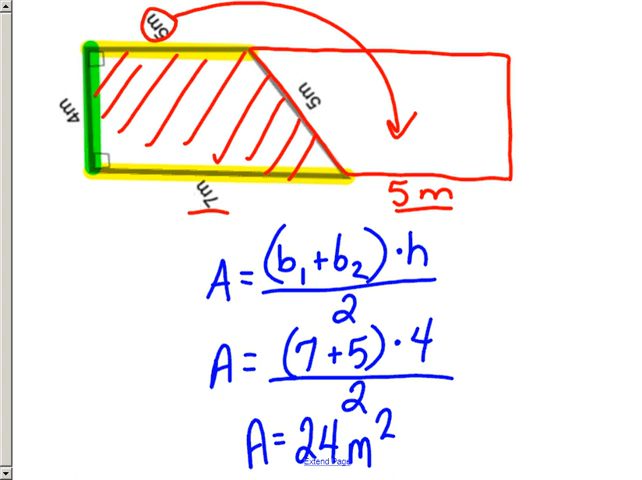 5m
4m
5m
7m
5 m
A = (b₁ + b₂) · h
2
A = (7 + 5) · 4
2
A = 24 m²
Extend Page